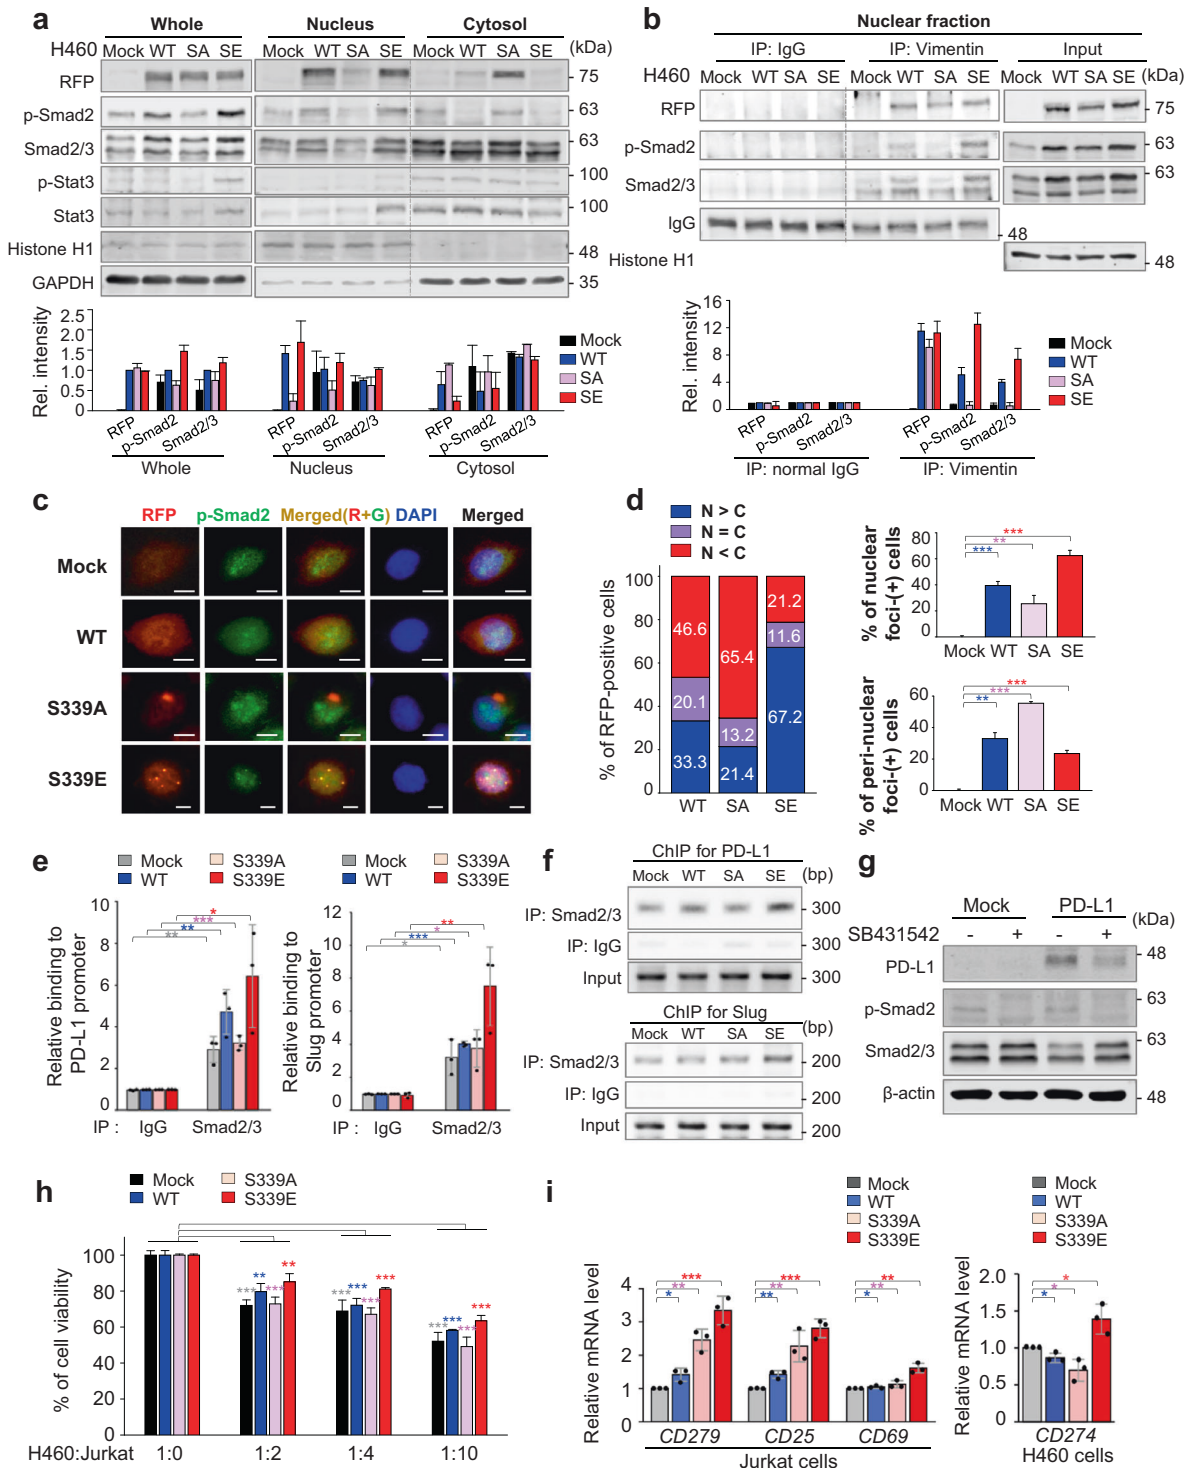 a
Whole Nucleus Cytosol
H460 Mock WT SA SE Mock WT SA SE Mock WT SA SE (kDa)
RFP 75
p-Smad2 63
Smad2/3 63
p-Stat3 100
Stat3 100
Histone H1 48
GAPDH 35
Rel. intensity
2.5
2.0
1.5
1.0
0.5
0
Mock
WT
SA
SE
RFP p-Smad2 Smad2/3 RFP p-Smad2 Smad2/3 RFP p-Smad2 Smad2/3
Whole Nucleus Cytosol
b
Nuclear fraction
IP: IgG IP: Vimentin Input
H460 Mock WT SA SE Mock WT SA SE Mock WT SA SE (kDa)
RFP 75
p-Smad2 63
Smad2/3 63
IgG 48
Histone H1 48
Rel. intensity
16
12
8
4
0
Mock
WT
SA
SE
RFP p-Smad2 Smad2/3 RFP p-Smad2 Smad2/3
IP: normal IgG IP: Vimentin
c
RFP p-Smad2 Merged(R+G) DAPI Merged
Mock
WT
S339A
S339E
d
N > C
N = C
N < C
% of RFP-positive cells
100
80
60
40
20
0
46.6 65.4 21.2
20.1 13.2 11.6
33.3 21.4 67.2
WT SA SE
% of nuclear foci-(+) cells
80
60
40
20
0
*** ** ***
Mock WT SA SE
% of peri-nuclear foci-(+) cells
60
40
20
0
** *** ***
Mock WT SA SE
e
Mock S339A
WT S339E
Relative binding to PD-L1 promoter
10
8
6
4
2
0
** ** *** *
IP : IgG Smad2/3
Mock S339A
WT S339E
Relative binding to Slug promoter
12
10
8
6
4
2
0
* *** * **
IP : IgG Smad2/3
f
ChIP for PD-L1
Mock WT SA SE (bp)
IP: Smad2/3 300
IP: IgG 300
Input 300
ChIP for Slug
Mock WT SA SE (bp)
IP: Smad2/3 200
IP: IgG 200
Input 200
g
Mock PD-L1 (kDa)
SB431542 - + - +
PD-L1 48
p-Smad2 63
Smad2/3 63
β-actin 48
h
Mock S339A
WT S339E
% of cell viability
100
80
60
40
20
0
*** ** *** **
*** *** *** ***
*** *** *** ***
H460:Jurkat 1:0 1:2 1:4 1:10
i
Mock
WT
S339A
S339E
Relative mRNA level
4
3
2
1
0
* ** ***
** ** ***
* ** **
CD279 CD25 CD69
Jurkat cells
Mock
WT
S339A
S339E
Relative mRNA level
2.0
1.5
1.0
0.5
0
* * *
CD274
H460 cells